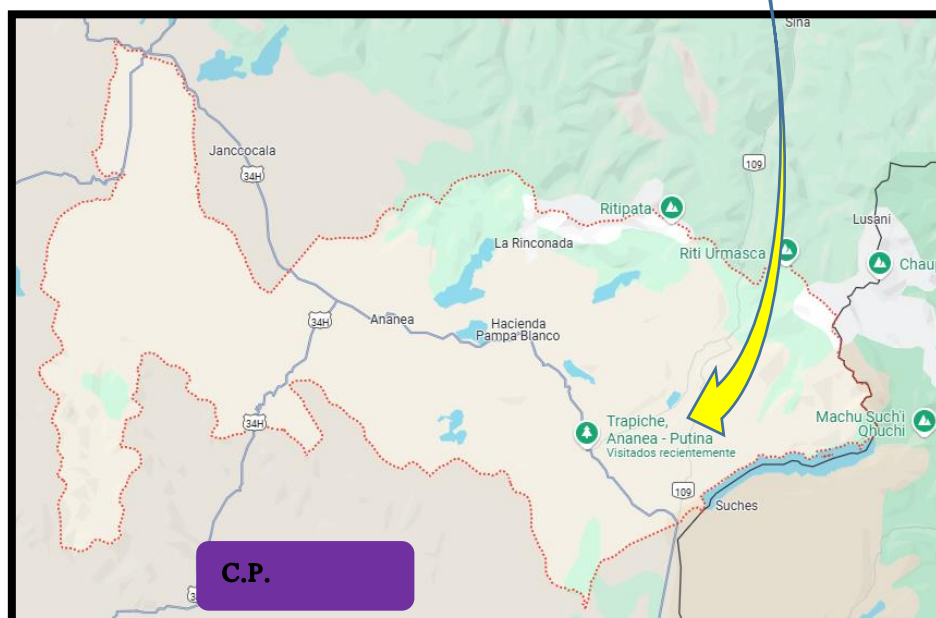 Sina
Janccocala
34H
109
Ritipata
Lusani
La Rinconada
Riti Urmasca
Chaup
34H
Ananea
Hacienda
Pampa Blanco
34H
Trapiche,
Ananea - Putina
Visitados recientemente
Machu Such'i
Qhuchi
109
Suches
C.P.